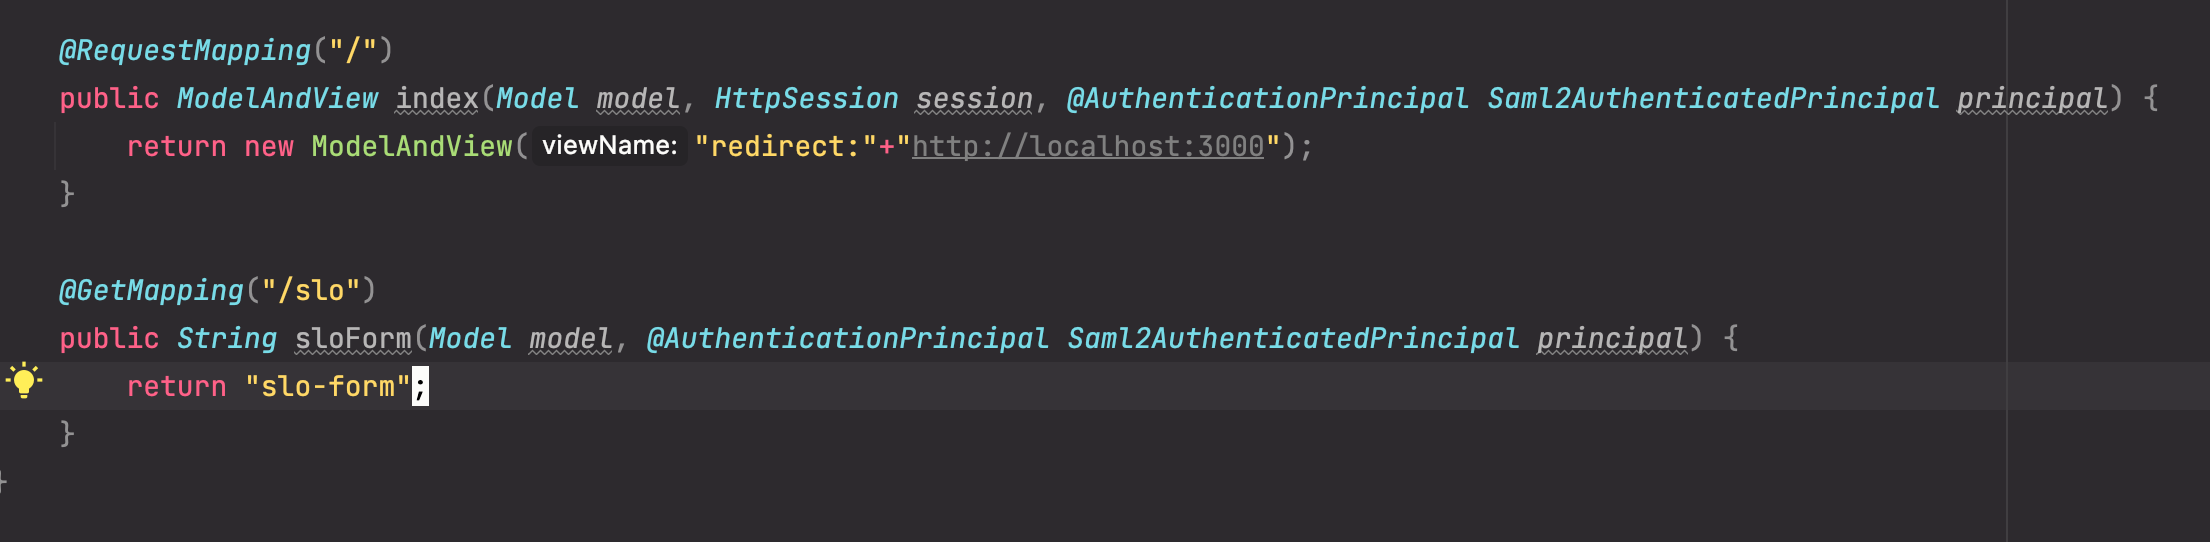 @RequestMapping("/")
public ModelAndView index(Model model, HttpSession session, @AuthenticationPrincipal Saml2AuthenticatedPrincipal principal) {
    return new ModelAndView( viewName: "redirect:"+"http://localhost:3000");
}
@GetMapping("/slo")
public String sloForm(Model model, @AuthenticationPrincipal Saml2AuthenticatedPrincipal principal) {
    return "slo-form";
}
}